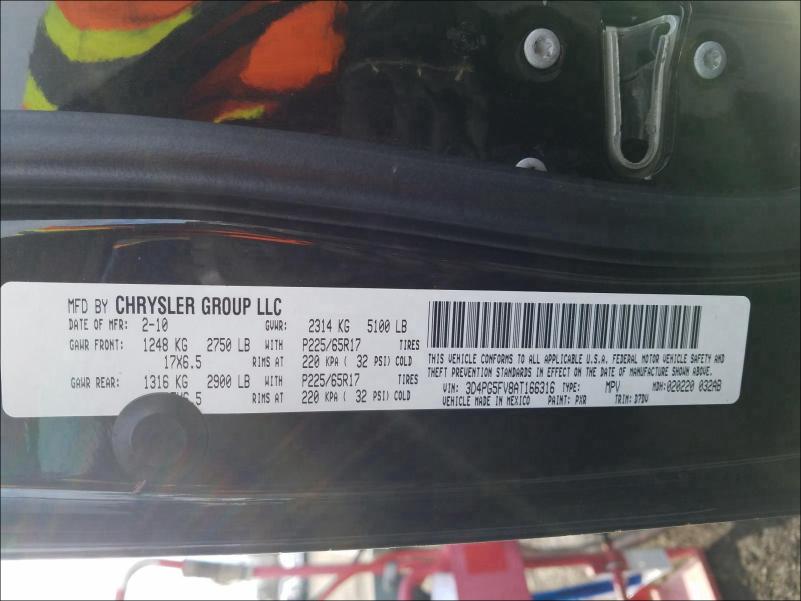 MFD BY CHRYSLER GROUP LLC
DATE OF MFR: 2-10 GVWR: 2314 KG 5100 LB
GAWR FRONT: 1248 KG 2750 LB WITH P225/65R17 TIRES
17X6.5 RIMS AT 220 KPA ( 32 PSI) COLD
GAWR REAR: 1316 KG 2900 LB WITH P225/65R17 TIRES
RIMS AT 220 KPA ( 32 PSI) COLD
THIS VEHICLE CONFORMS TO ALL APPLICABLE U.S.A. FEDERAL MOTOR VEHICLE SAFETY AND
THEFT PREVENTION STANDARDS IN EFFECT ON THE DATE OF MANUFACTURE SHOWN ABOVE.
VIN: 3D4PG5FV8AT166316 TYPE: MPV MDH: 020220 032AB
VEHICLE MADE IN MEXICO PAINT: PXR TRIM: D7DV